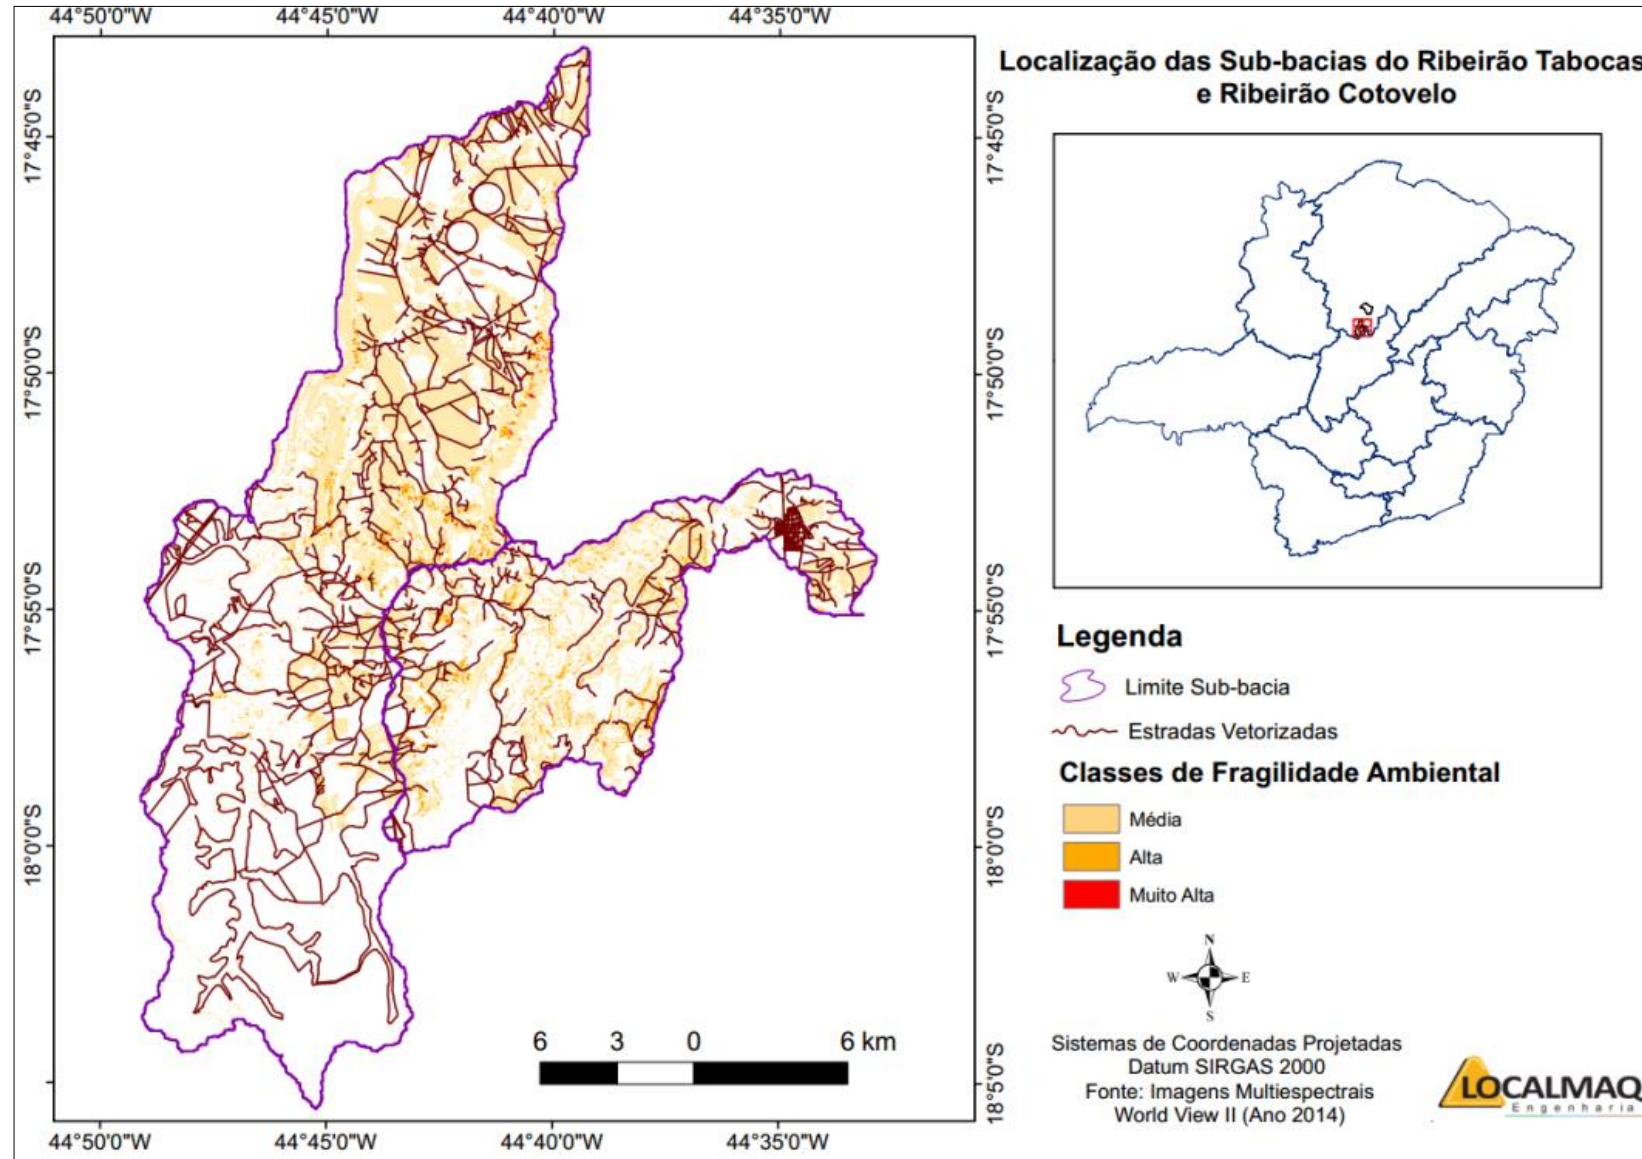 44°50'0"W 44°45'0"W 44°40'0"W 44°35'0"W
17°45'0"S
17°50'0"S
17°55'0"S
18°0'0"S
17°45'0"S
17°50'0"S
17°55'0"S
18°0'0"S
18°5'0"S
6 3 0 6 km
44°50'0"W 44°45'0"W 44°40'0"W 44°35'0"W
Localização das Sub-bacias do Ribeirão Tabocas
e Ribeirão Cotovelo
Legenda
Limite Sub-bacia
Estradas Vetorizadas
Classes de Fragilidade Ambiental
Média
Alta
Muito Alta
N
W E
S
Sistemas de Coordenadas Projetadas
Datum SIRGAS 2000
Fonte: Imagens Multiespectrais
World View II (Ano 2014)
LOCALMAQ
Engenharia